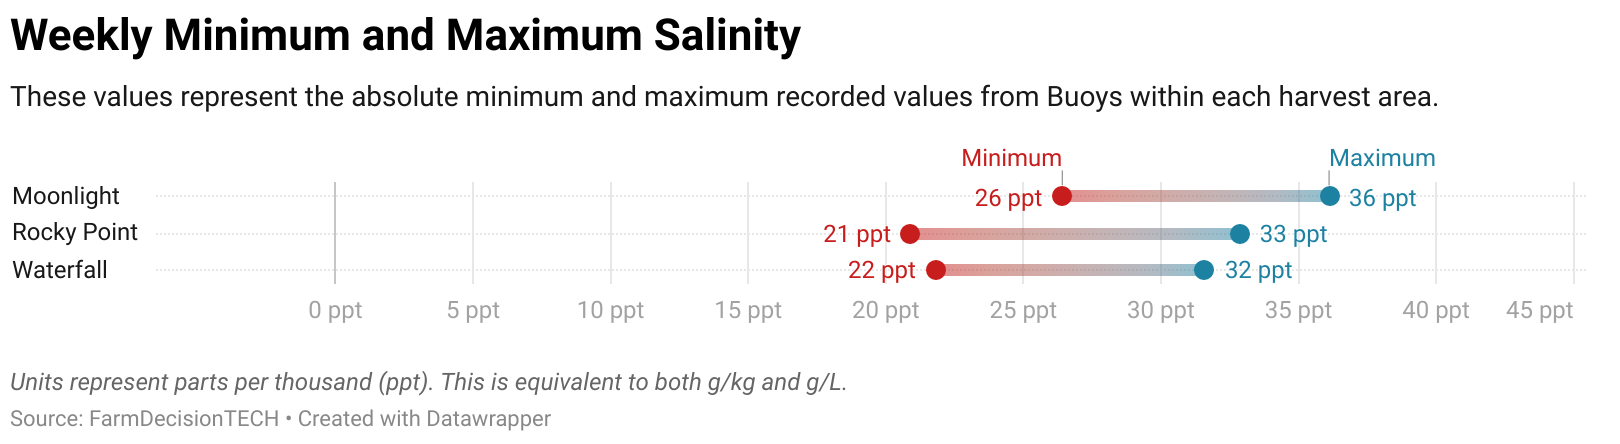 Weekly Minimum and Maximum Salinity
These values represent the absolute minimum and maximum recorded values from Buoys within each harvest area.
Minimum Maximum
Moonlight 26 ppt 36 ppt
Rocky Point 21 ppt 33 ppt
Waterfall 22 ppt 32 ppt
0 ppt 5 ppt 10 ppt 15 ppt 20 ppt 25 ppt 30 ppt 35 ppt 40 ppt 45 ppt
Units represent parts per thousand (ppt). This is equivalent to both g/kg and g/L.
Source: FarmDecisionTECH • Created with Datawrapper